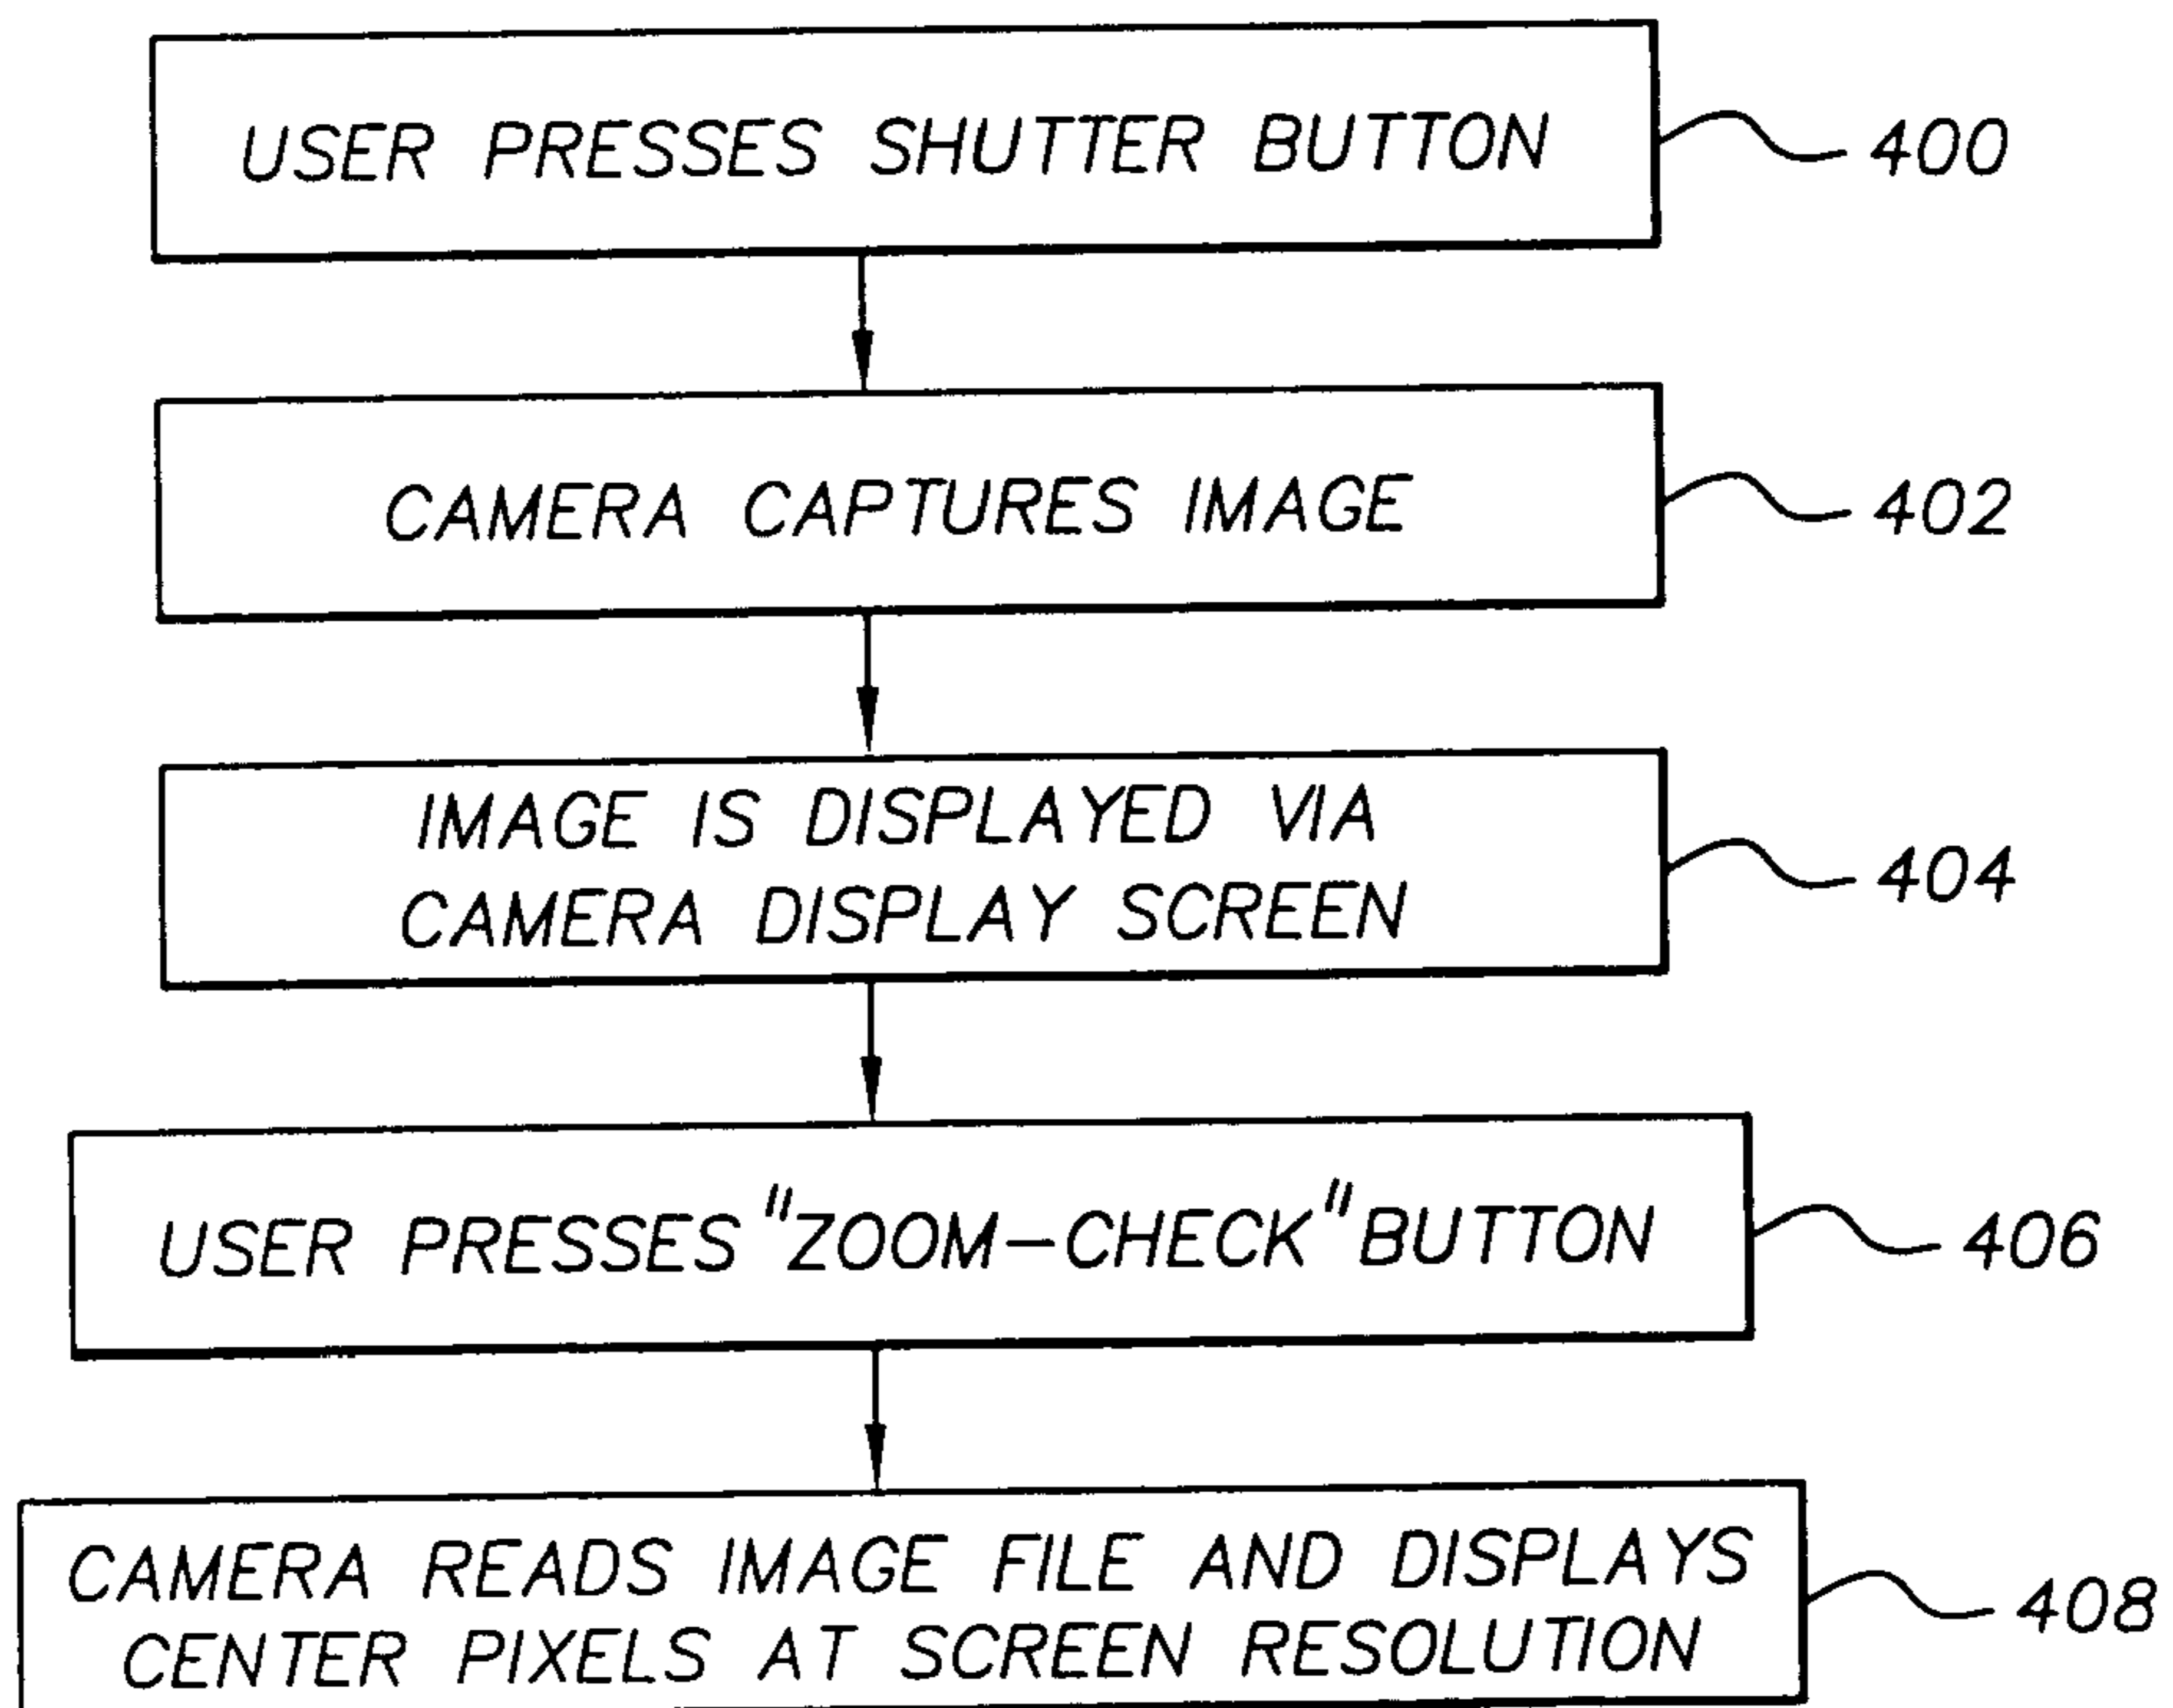 USER PRESSES SHUTTER BUTTON
400
CAMERA CAPTURES IMAGE
402
IMAGE IS DISPLAYED VIA
CAMERA DISPLAY SCREEN
404
USER PRESSES "ZOOM-CHECK" BUTTON
406
CAMERA READS IMAGE FILE AND DISPLAYS
CENTER PIXELS AT SCREEN RESOLUTION
408